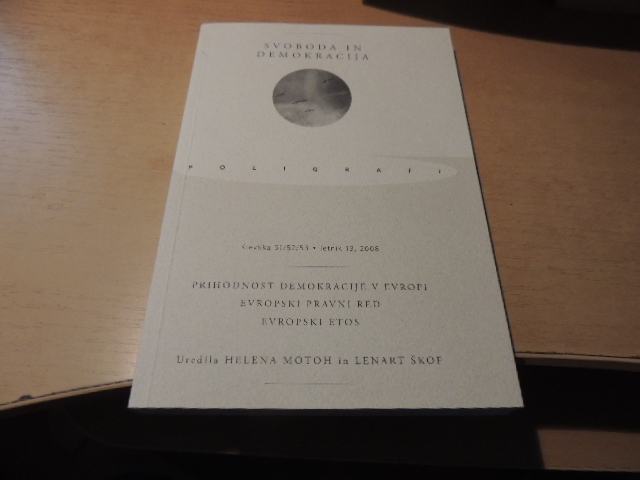 SVOBODA IN
DEMOKRACIJA
POLIGRAFI
številka 51/52/53 • letnik 13, 2008
PRIHODNOST DEMOKRACIJE V EVROPI
EVROPSKI PRAVNI RED
EVROPSKI ETOS
Uredila HELENA MOTOH in LENART ŠKOF